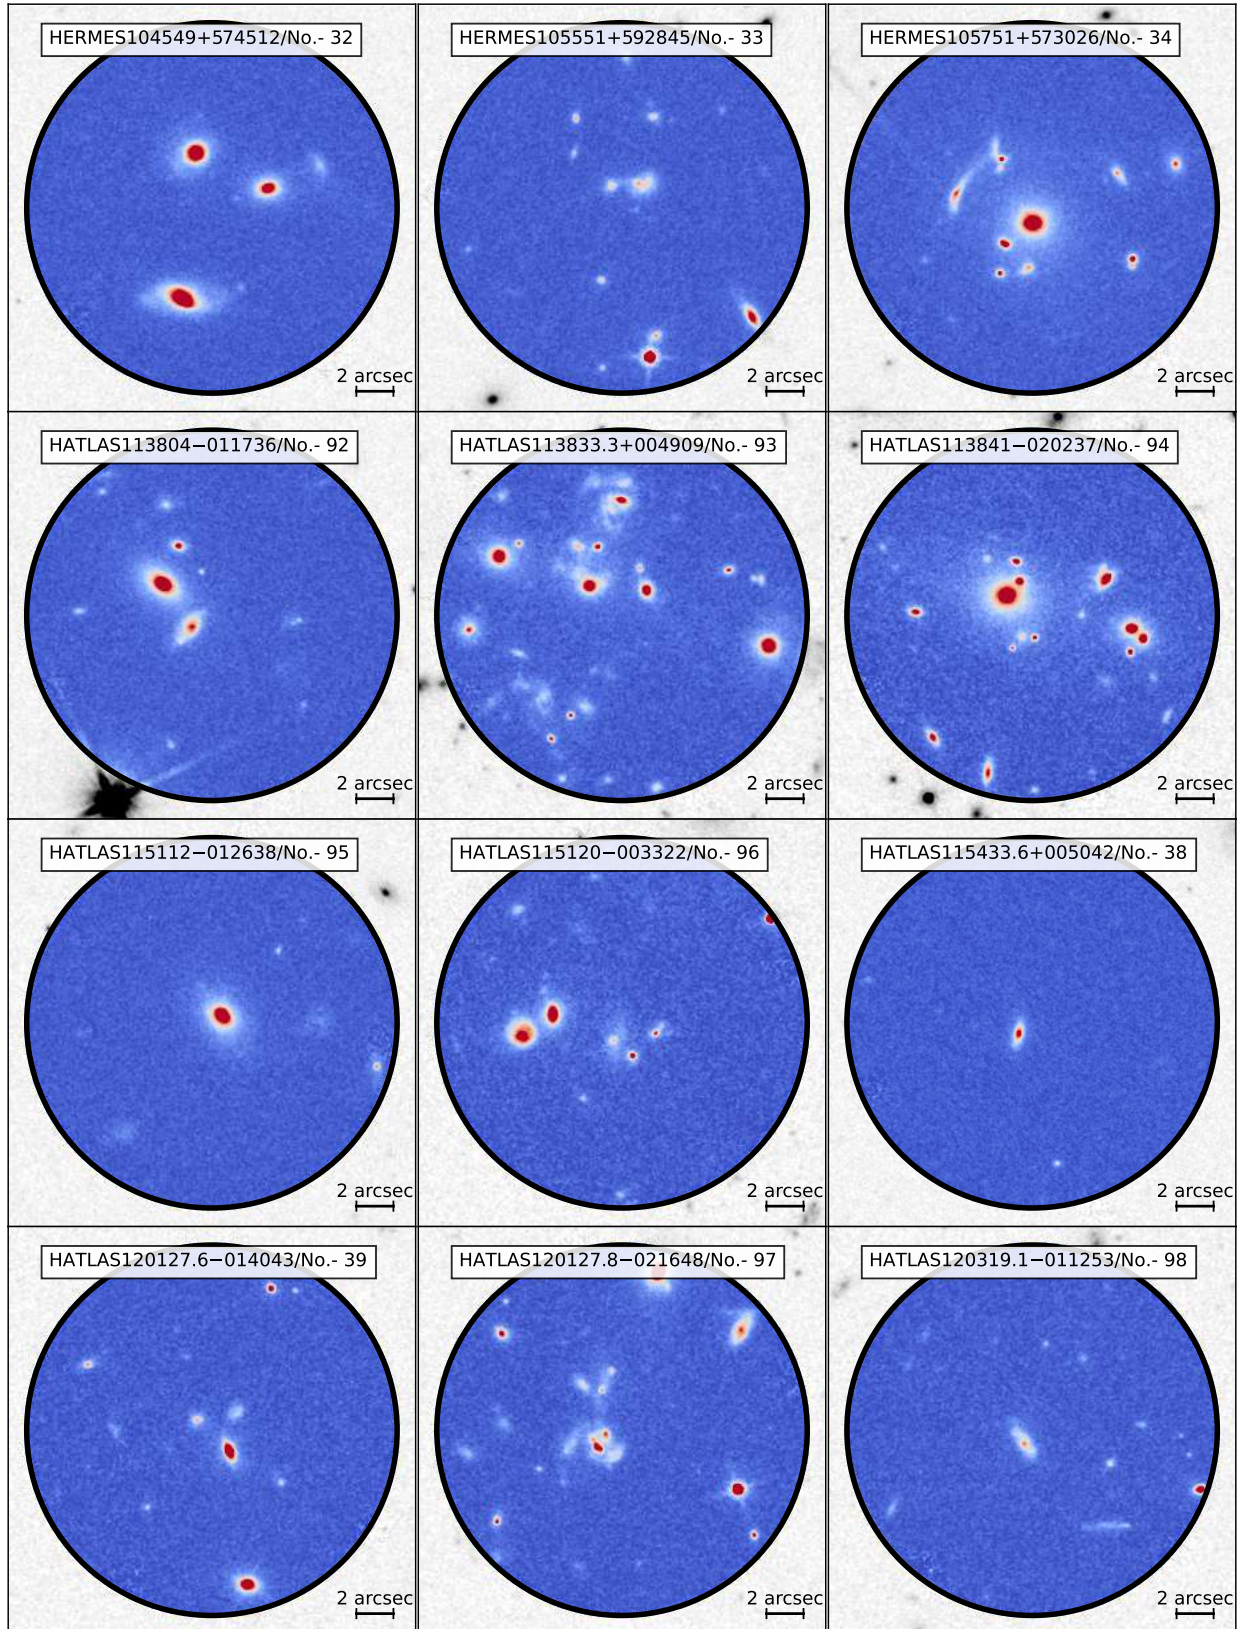 HERMES104549+574512/No.- 32
HERMES105551+592845/No.- 33
HERMES105751+573026/No.- 34
2 arcsec
2 arcsec
2 arcsec
HATLAS113804−011736/No.- 92
HATLAS113833.3+004909/No.- 93
HATLAS113841−020237/No.- 94
2 arcsec
2 arcsec
2 arcsec
HATLAS115112−012638/No.- 95
HATLAS115120−003322/No.- 96
HATLAS115433.6+005042/No.- 38
2 arcsec
2 arcsec
2 arcsec
HATLAS120127.6−014043/No.- 39
HATLAS120127.8−021648/No.- 97
HATLAS120319.1−011253/No.- 98
2 arcsec
2 arcsec
2 arcsec